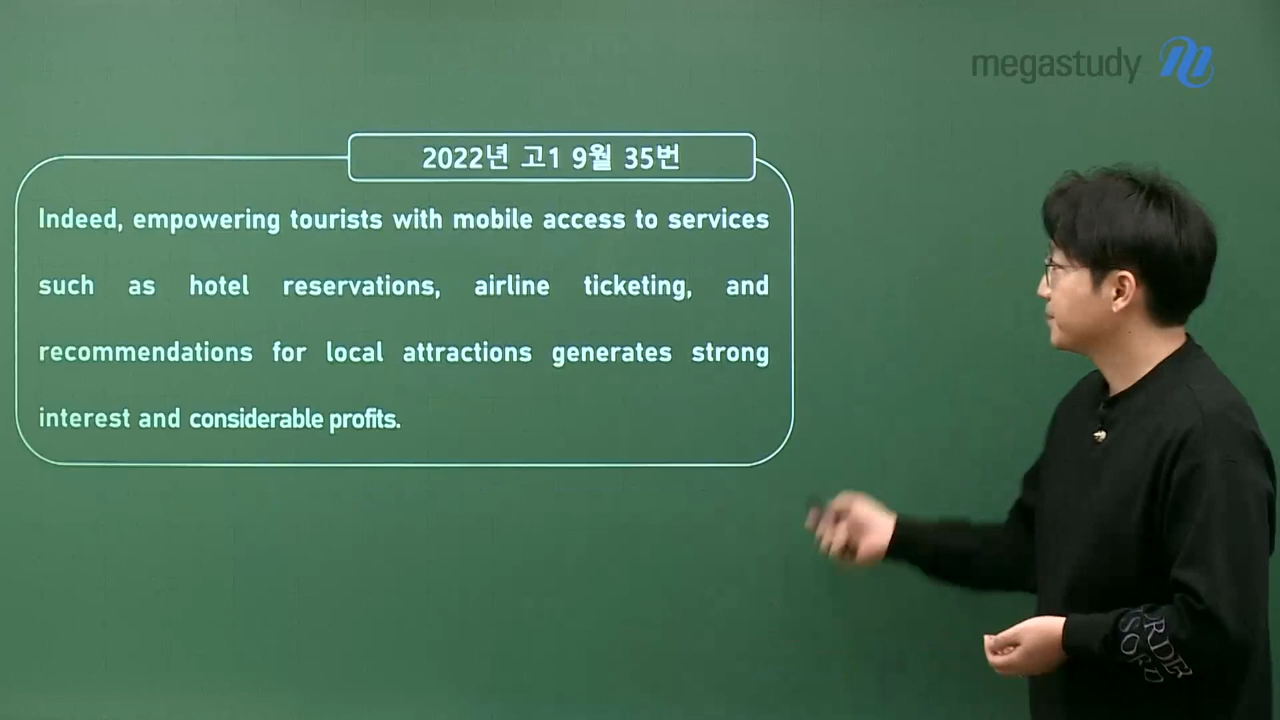 megastudy
2022년 고1 9월 35번
Indeed, empowering tourists with mobile access to services
such as hotel reservations, airline ticketing, and
recommendations for local attractions generates strong
interest and considerable profits.